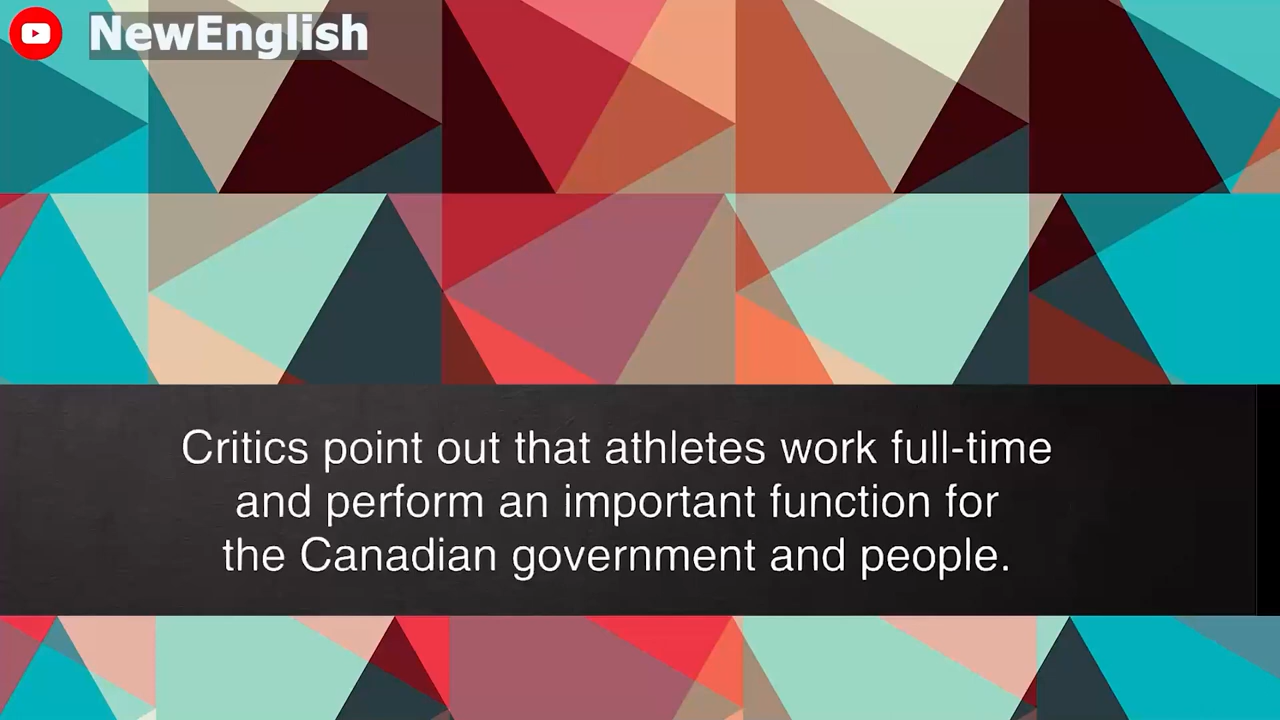 NewEnglish
Critics point out that athletes work full-time
and perform an important function for
the Canadian government and people.